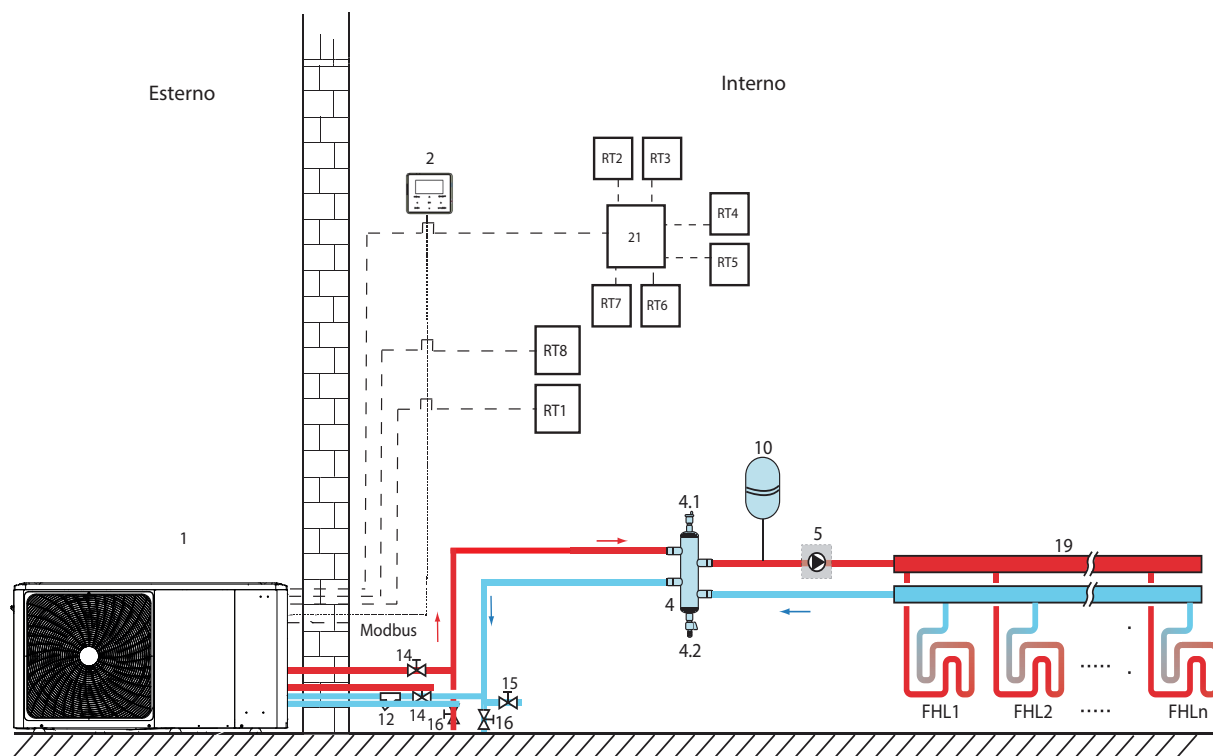 Esterno
Interno
2
RT2
RT3
21
RT4
RT5
RT7
RT6
RT8
RT1
10
1
4.1
5
19
4
4.2
Modbus
14
15
12
14
16
16
FHL1
FHL2
.....
.....
.
.
FHLn